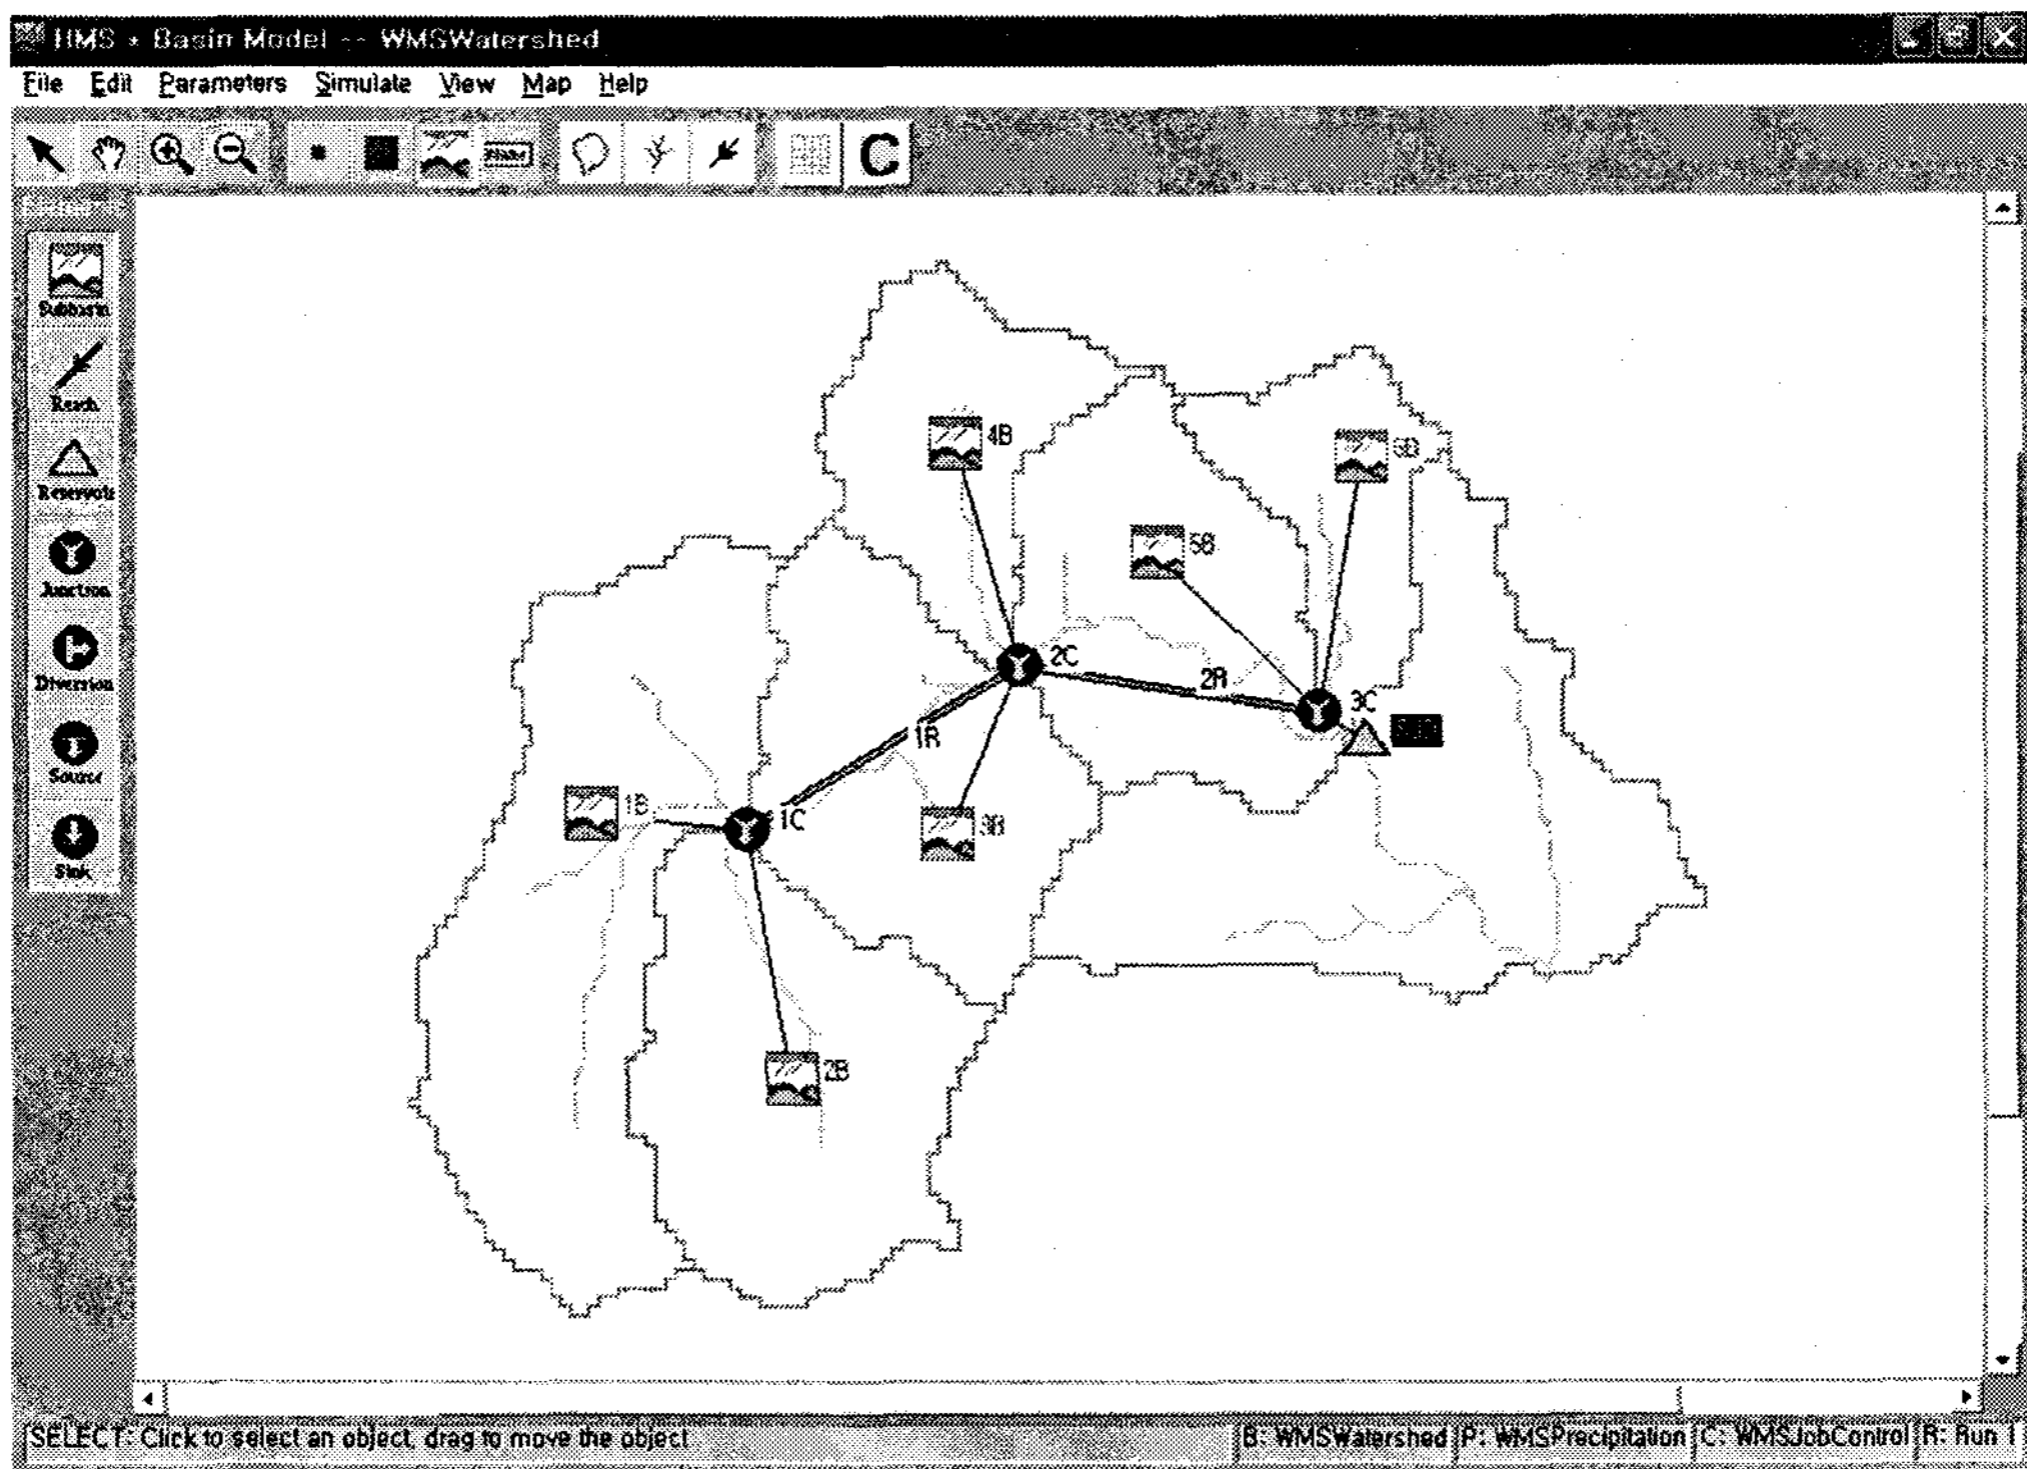 HMS * Basin Model -- WMSWatershed
File Edit Parameters Simulate View Map Help
C
Subbasin
Reach
Reservoir
Junction
Diversion
Source
Sink
4B
5B
2C
2R
3C
1R
1B
1C
3B
2B
SELECT: Click to select an object, drag to move the object
B: WMSWatershed P: WMSPrecipitation C: WMSJobControl R: Run 1